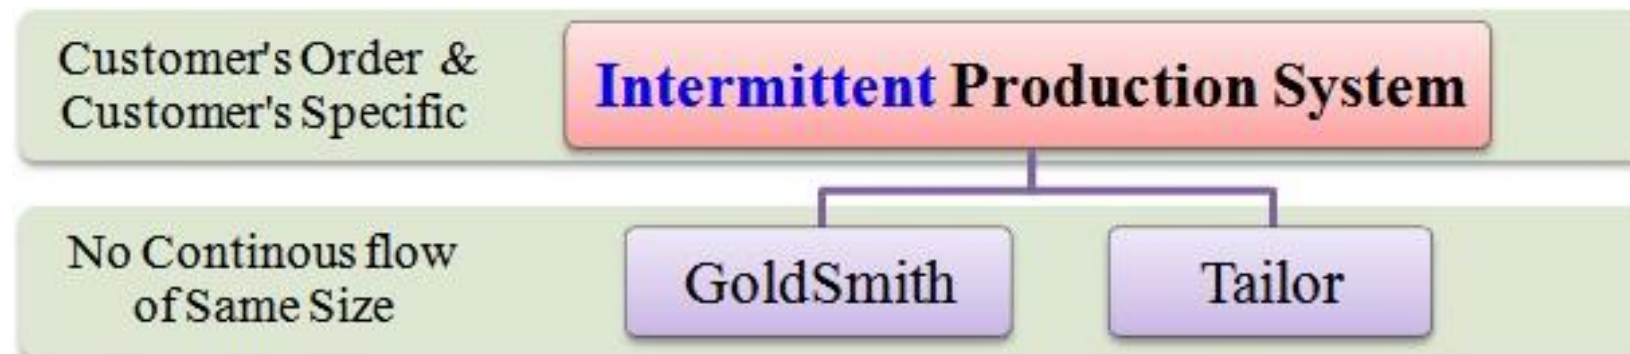 Customer's Order &
Customer's Specific
Intermittent Production System
No Continous flow
of Same Size
GoldSmith
Tailor